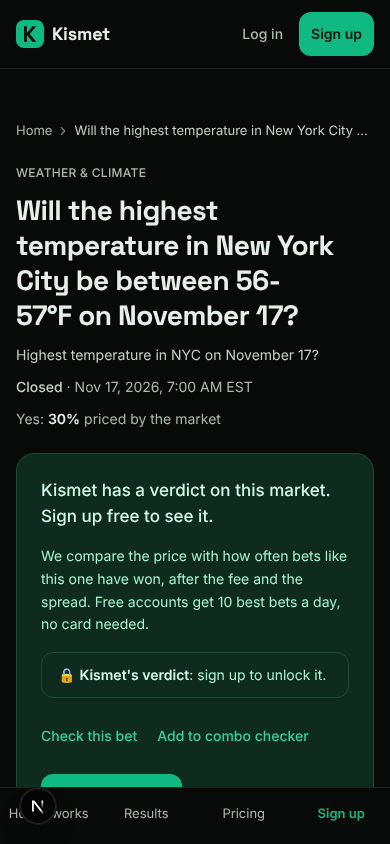 K Kismet
Log in
Sign up
Home > Will the highest temperature in New York City ...
WEATHER & CLIMATE
Will the highest
temperature in New York
City be between 56-
57°F on November 17?
Highest temperature in NYC on November 17?
Closed · Nov 17, 2026, 7:00 AM EST
Yes: 30% priced by the market
Kismet has a verdict on this market.
Sign up free to see it.
We compare the price with how often bets like
this one have won, after the fee and the
spread. Free accounts get 10 best bets a day,
no card needed.
🔒 Kismet's verdict: sign up to unlock it.
Check this bet
Add to combo checker
N
Results
Pricing
Sign up